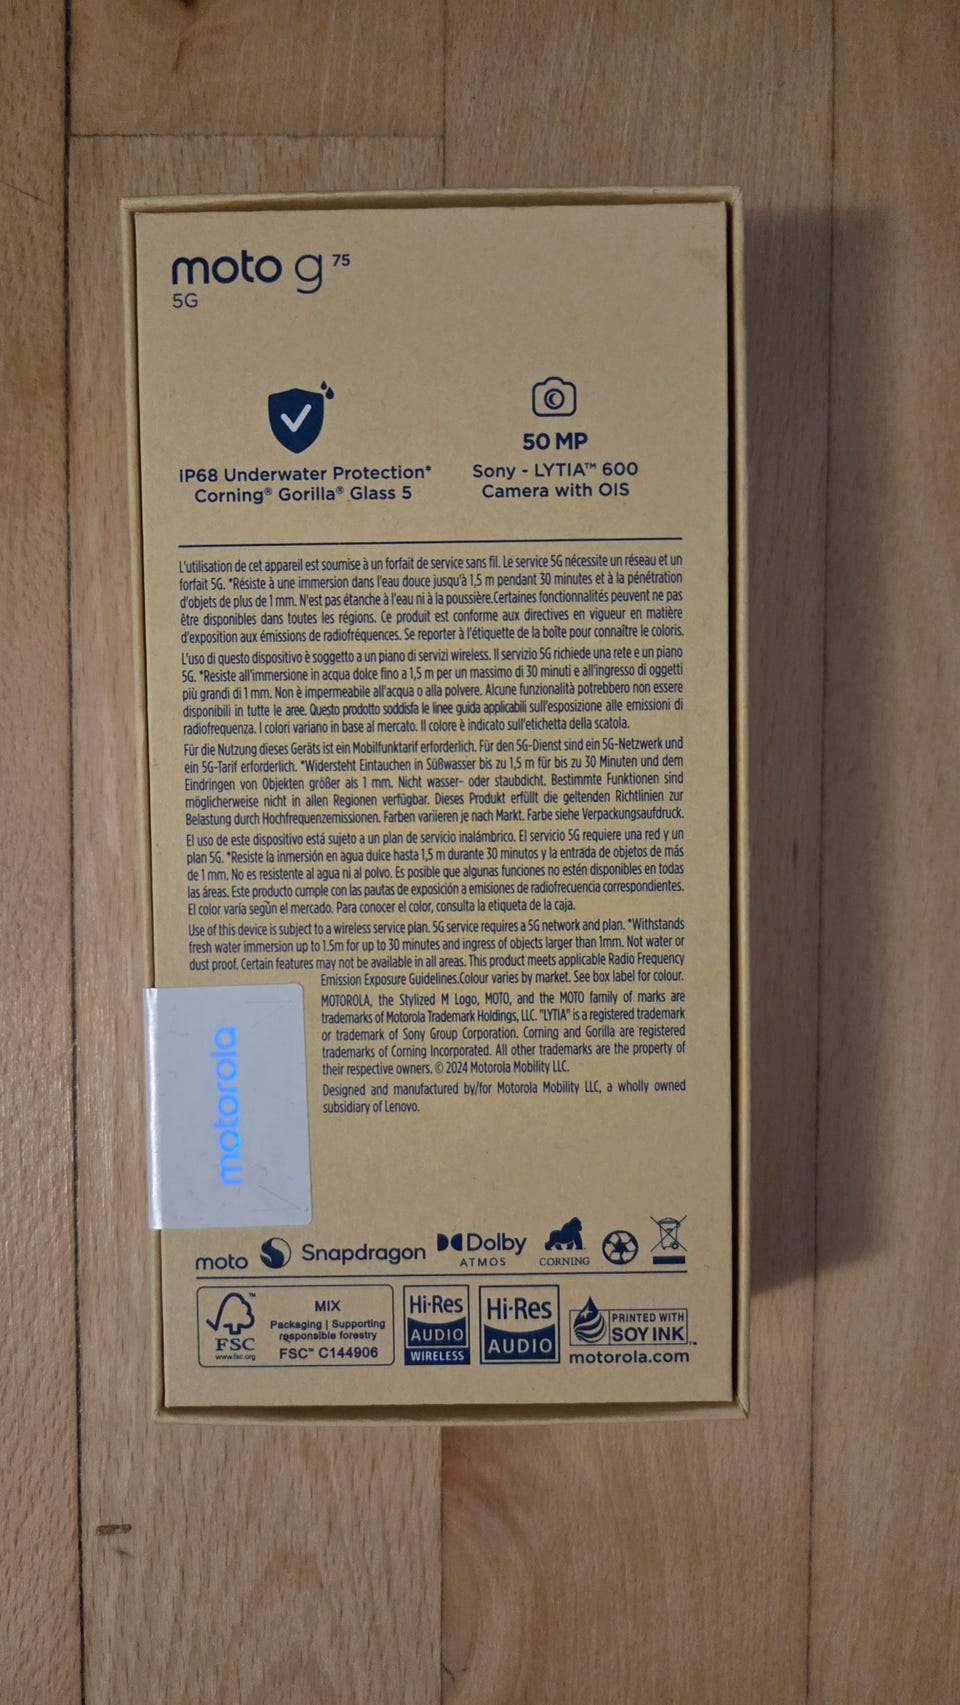 moto g 75
5G
IP68 Underwater Protection*
Corning® Gorilla® Glass 5
50 MP
Sony - LYTIA™ 600
Camera with OIS
L'utilisation de cet appareil est soumise à un forfait de service sans fil. Le service 5G nécessite un réseau et un
forfait 5G. *Résiste à une immersion dans l'eau douce jusqu'à 1,5 m pendant 30 minutes et à la pénétration
d'objets de plus de 1 mm. N'est pas étanche à l'eau ni à la poussière.Certaines fonctionnalités peuvent ne pas
être disponibles dans toutes les régions. Ce produit est conforme aux directives en vigueur en matière
d'exposition aux émissions de radiofréquences. Se reporter à l'étiquette de la boîte pour connaître le coloris.
L'uso di questo dispositivo è soggetto a un piano di servizi wireless. Il servizio 5G richiede una rete e un piano
5G. *Resiste all'immersione in acqua dolce fino a 1,5 m per un massimo di 30 minuti e all'ingresso di oggetti
più grandi di 1 mm. Non è impermeabile all'acqua o alla polvere. Alcune funzionalità potrebbero non essere
disponibili in tutte le aree. Questo prodotto soddisfa le linee guida applicabili sull'esposizione alle emissioni di
radiofrequenza. I colori variano in base al mercato. Il colore è indicato sull'etichetta della scatola.
Für die Nutzung dieses Geräts ist ein Mobilfunktarif erforderlich. Für den 5G-Dienst sind ein 5G-Netzwerk und
ein 5G-Tarif erforderlich. *Widersteht Eintauchen in Süßwasser bis zu 1,5 m für bis zu 30 Minuten und dem
Eindringen von Objekten größer als 1 mm. Nicht wasser- oder staubdicht. Bestimmte Funktionen sind
möglicherweise nicht in allen Regionen verfügbar. Dieses Produkt erfüllt die geltenden Richtlinien zur
Belastung durch Hochfrequenzemissionen. Farben variieren je nach Markt. Farbe siehe Verpackungsaufdruck.
El uso de este dispositivo está sujeto a un plan de servicio inalámbrico. El servicio 5G requiere una red y un
plan 5G. *Resiste la inmersión en agua dulce hasta 1,5 m durante 30 minutos y la entrada de objetos de más
de 1 mm. No es resistente al agua ni al polvo. Es posible que algunas funciones no estén disponibles en todas
las áreas. Este producto cumple con las pautas de exposición a emisiones de radiofrecuencia correspondientes.
El color varía según el mercado. Para conocer el color, consulta la etiqueta de la caja.
Use of this device is subject to a wireless service plan. 5G service requires a 5G network and plan. *Withstands
fresh water immersion up to 1.5m for up to 30 minutes and ingress of objects larger than 1mm. Not water or
dust proof. Certain features may not be available in all areas. This product meets applicable Radio Frequency
Emission Exposure Guidelines.Colour varies by market. See box label for colour.
MOTOROLA, the Stylized M Logo, MOTO, and the MOTO family of marks are
trademarks of Motorola Trademark Holdings, LLC. "LYTIA" is a registered trademark
or trademark of Sony Group Corporation. Corning and Gorilla are registered
trademarks of Corning Incorporated. All other trademarks are the property of
their respective owners. © 2024 Motorola Mobility LLC.
Designed and manufactured by/for Motorola Mobility LLC, a wholly owned
subsidiary of Lenovo.
motorola
moto Snapdragon Dolby
ATMOS
CORNING
FSC™
www.fsc.org
MIX
Packaging | Supporting
responsible forestry
FSC™ C144906
Hi-Res
AUDIO
WIRELESS
Hi-Res
AUDIO
PRINTED WITH
SOY INK™
motorola.com